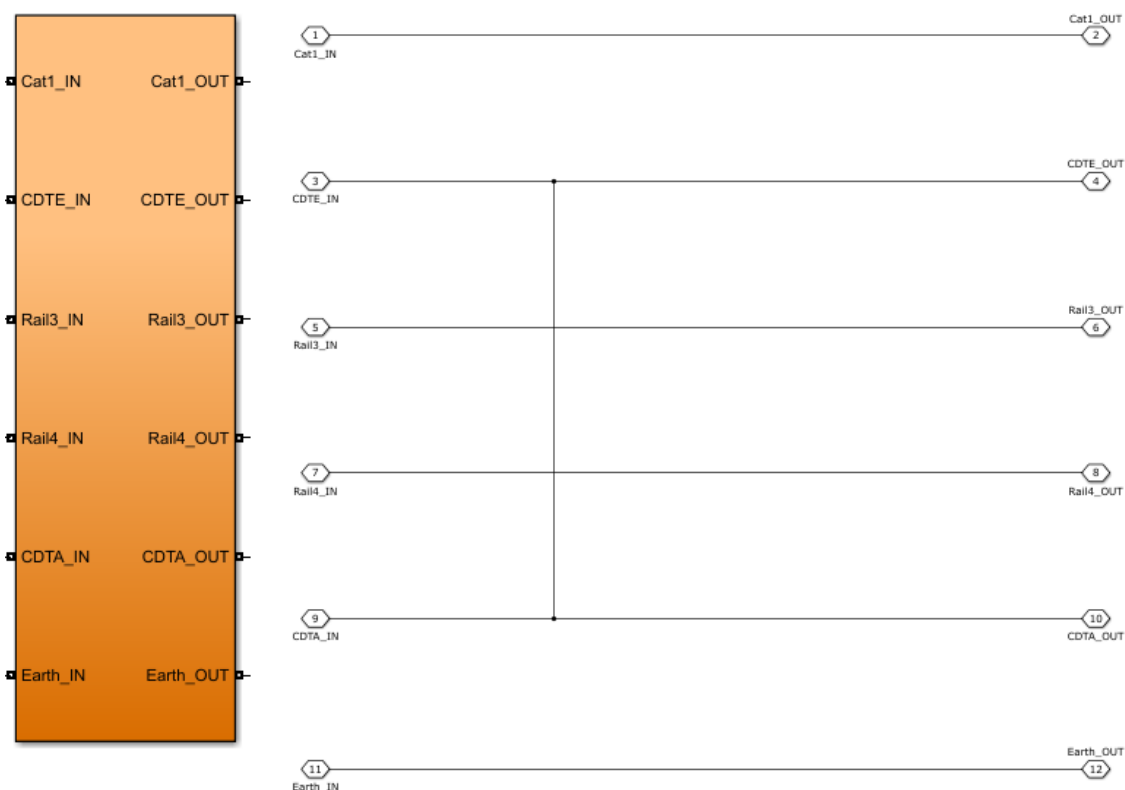 Cat1_IN Cat1_OUT
CDTE_IN CDTE_OUT
Rail3_IN Rail3_OUT
Rail4_IN Rail4_OUT
CDTA_IN CDTA_OUT
Earth_IN Earth_OUT
Cat1_OUT
1 2
Cat1_IN
CDTE_OUT
3 4
CDTE_IN
Rail3_OUT
5 6
Rail3_IN
7 8
Rail4_IN Rail4_OUT
9 10
CDTA_IN CDTA_OUT
Earth_OUT
11 12
Earth_IN